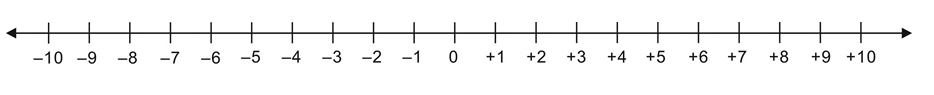 –10 –9 –8 –7 –6 –5 –4 –3 –2 –1 0 +1 +2 +3 +4 +5 +6 +7 +8 +9 +10